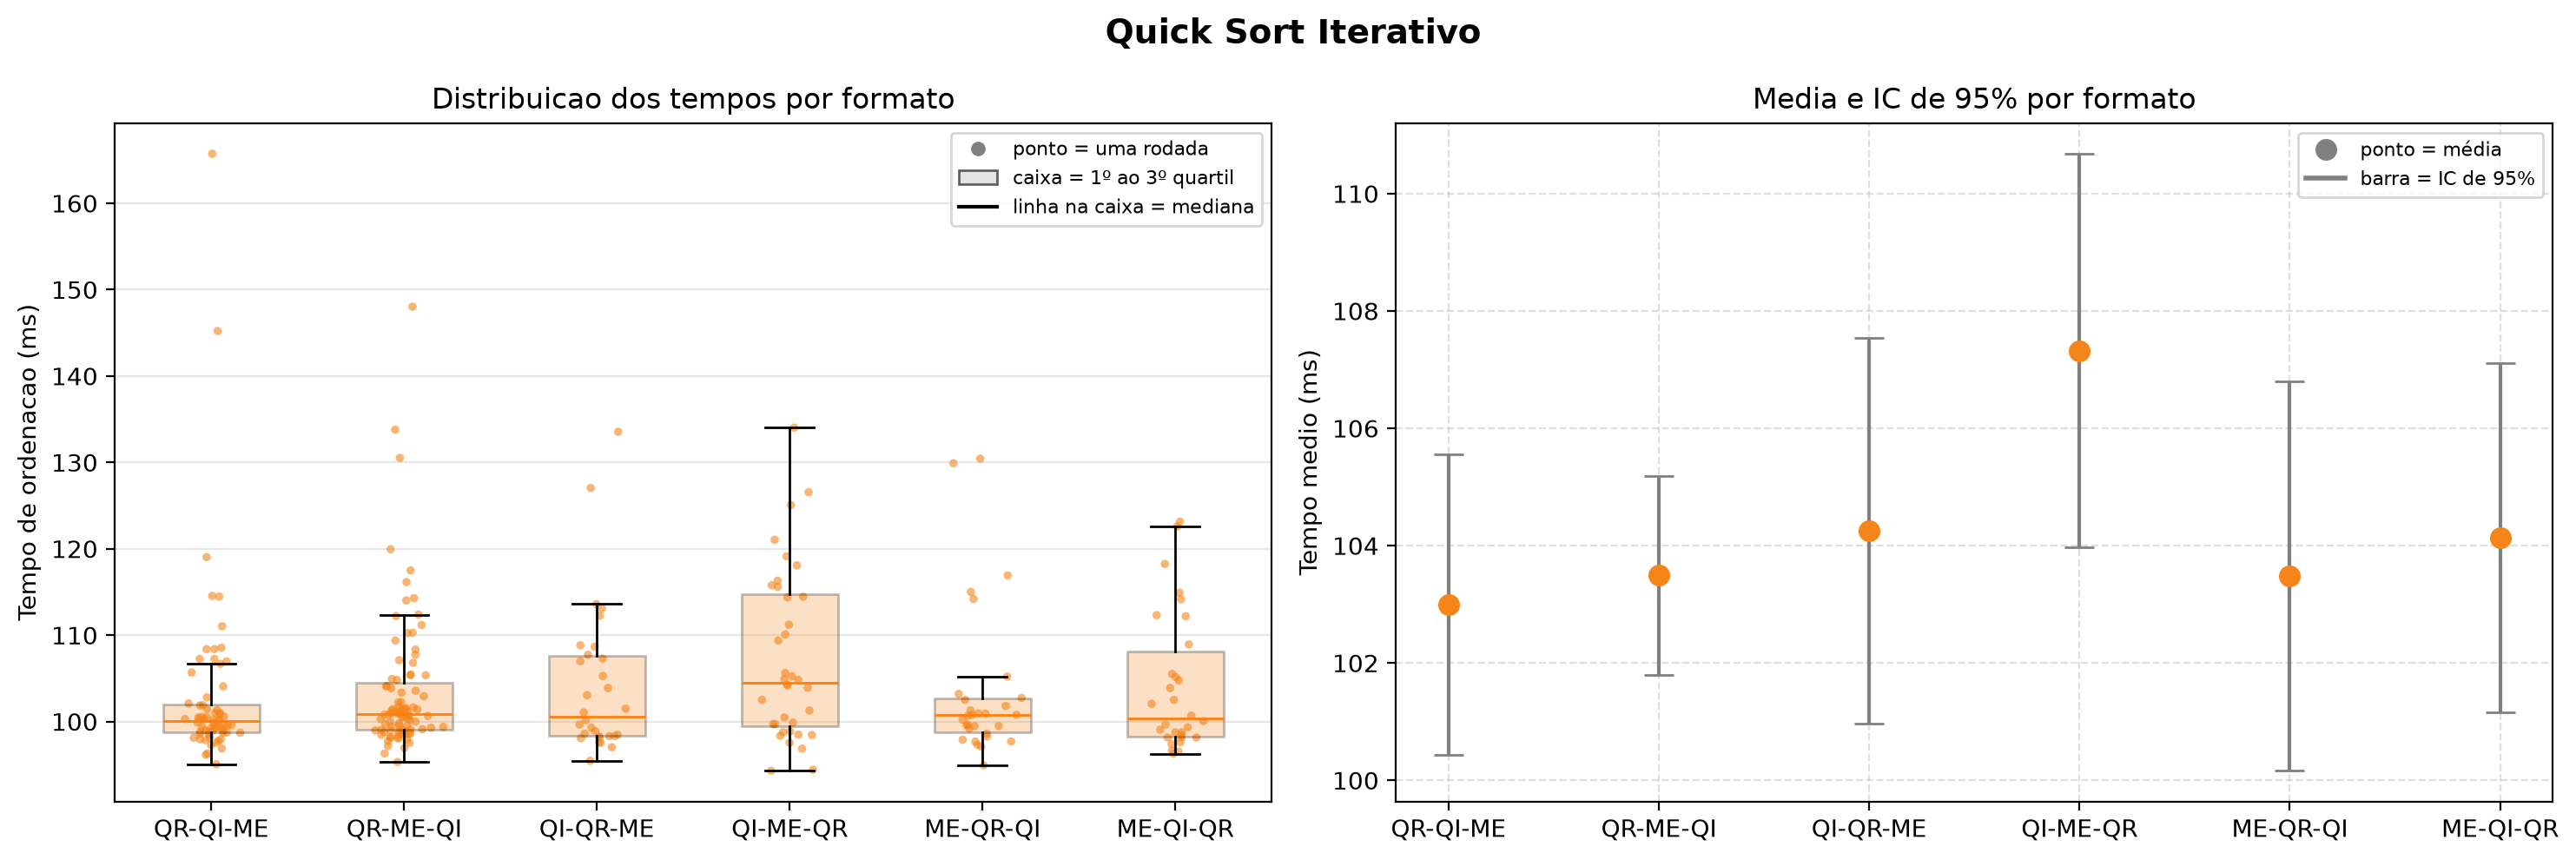 Quick Sort Iterativo
Distribuicao dos tempos por formato
Tempo de ordenacao (ms)
160
150
140
130
120
110
100
ponto = uma rodada
caixa = 1º ao 3º quartil
linha na caixa = mediana
QR-QI-ME
QR-ME-QI
QI-QR-ME
QI-ME-QR
ME-QR-QI
ME-QI-QR
Media e IC de 95% por formato
Tempo medio (ms)
110
108
106
104
102
100
ponto = média
barra = IC de 95%
QR-QI-ME
QR-ME-QI
QI-QR-ME
QI-ME-QR
ME-QR-QI
ME-QI-QR